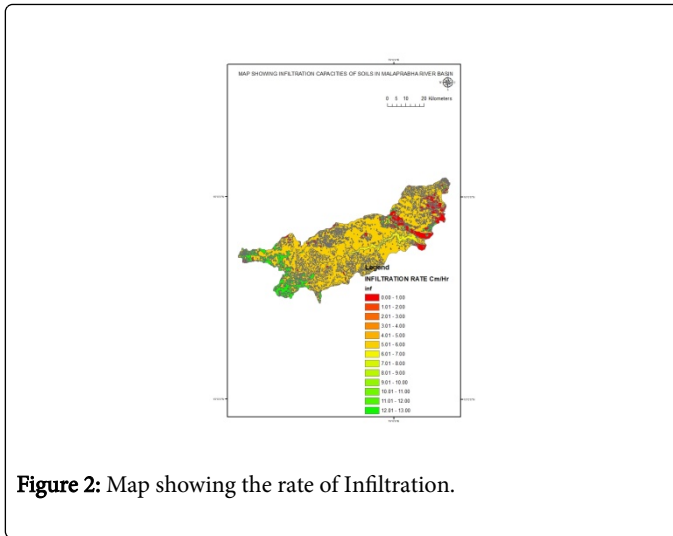 MAP SHOWING INFILTRATION CAPACITIES OF SOILS IN MALAPRABHA RIVER BASIN
0 5 10 20 Kilometers
Legend
INFILTRATION RATE Cm/Hr
inf
0.00 - 1.00
1.01 - 2.00
2.01 - 3.00
3.01 - 4.00
4.01 - 5.00
5.01 - 6.00
6.01 - 7.00
7.01 - 8.00
8.01 - 9.00
9.01 - 10.00
10.01 - 11.00
11.01 - 12.00
12.01 - 13.00
Figure 2: Map showing the rate of Infiltration.